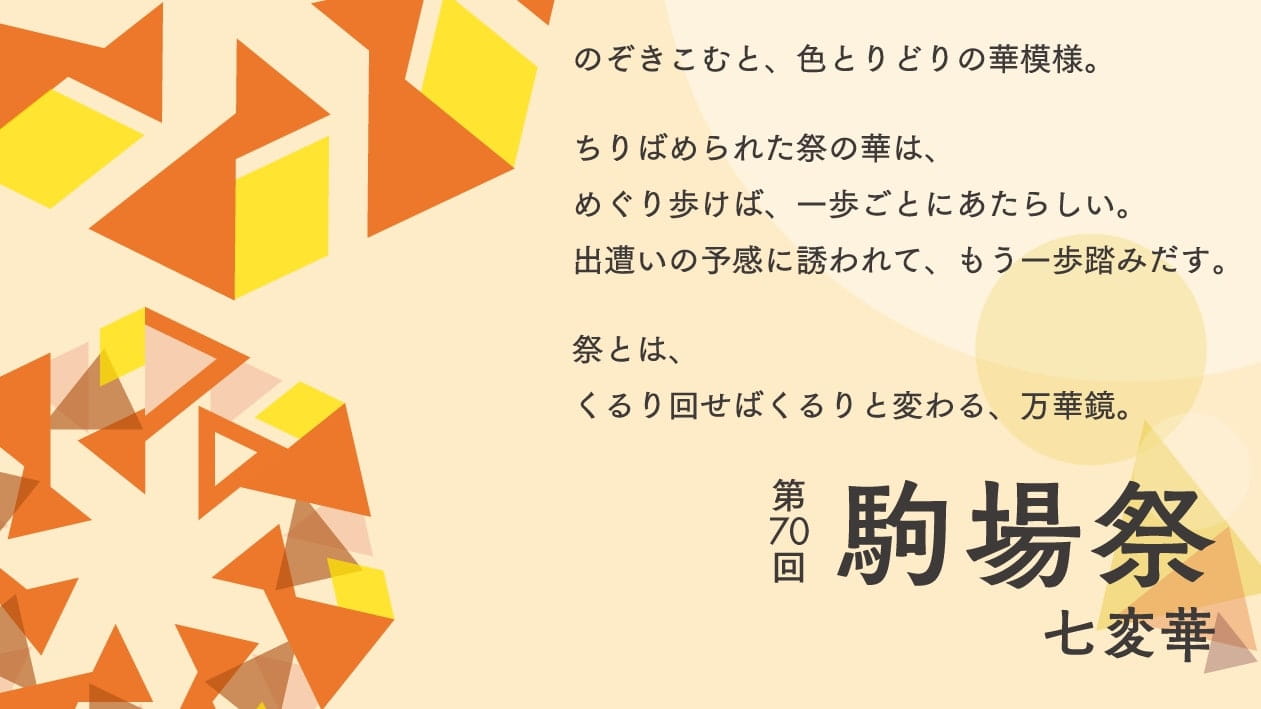 のぞきこむと、色とりどりの華模様。
ちりばめられた祭の華は、
めぐり歩けば、一歩ごとにあたらしい。
出遭いの予感に誘われて、もう一歩踏みだす。
祭とは、
くるり回せばくるりと変わる、万華鏡。
第70回
駒場祭
七変華